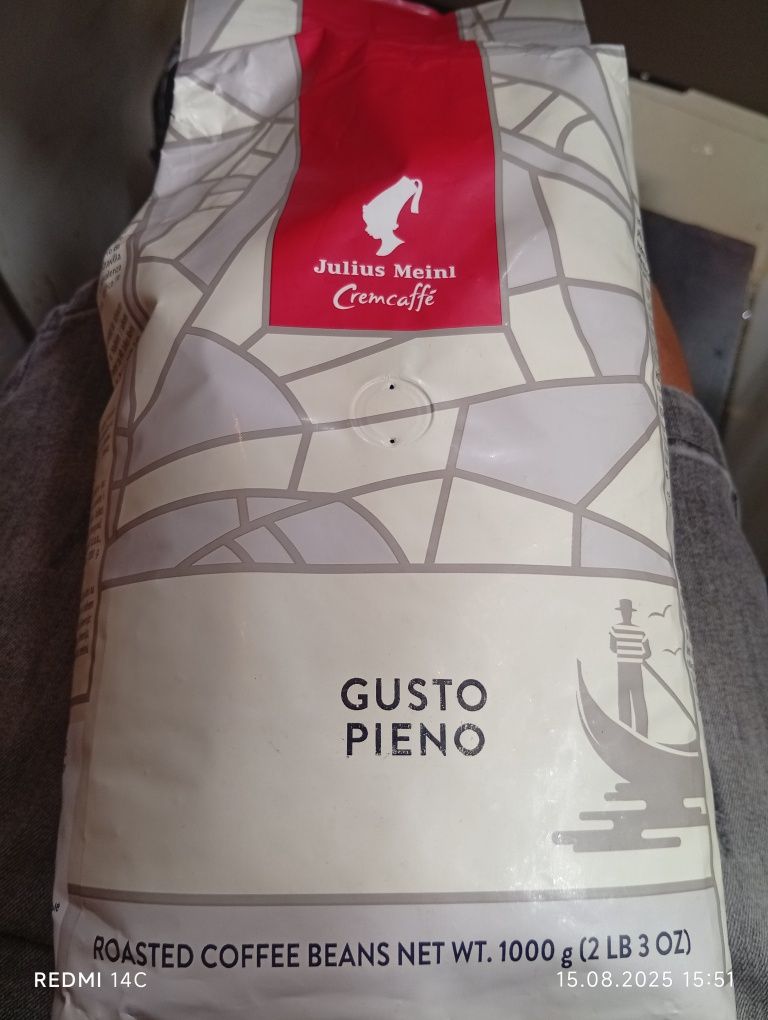 Julius Meinl
Cremcaffé
GUSTO
PIENO
ROASTED COFFEE BEANS NET WT. 1000 g (2 LB 3 OZ)
REDMI 14C
15.08.2025 15:51